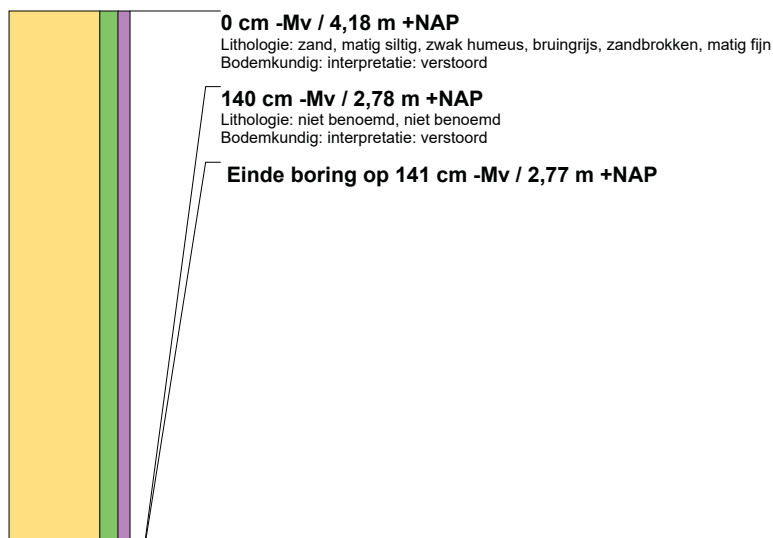 0 cm -Mv / 4,18 m +NAP
Lithologie: zand, matig siltig, zwak humeus, bruingrijs, zandbrokken, matig fijn
Bodemkundig: interpretatie: verstoord
140 cm -Mv / 2,78 m +NAP
Lithologie: niet benoemd, niet benoemd
Bodemkundig: interpretatie: verstoord
Einde boring op 141 cm -Mv / 2,77 m +NAP